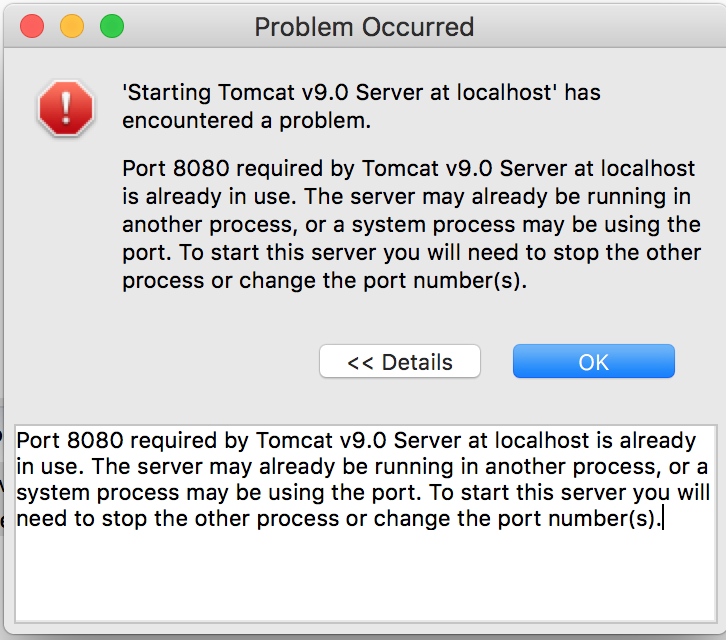 Problem Occurred
'Starting Tomcat v9.0 Server at localhost' has
encountered a problem.
Port 8080 required by Tomcat v9.0 Server at localhost
is already in use. The server may already be running in
another process, or a system process may be using the
port. To start this server you will need to stop the other
process or change the port number(s).
<< Details
OK
Port 8080 required by Tomcat v9.0 Server at localhost is already
in use. The server may already be running in another process, or a
system process may be using the port. To start this server you will
need to stop the other process or change the port number(s).